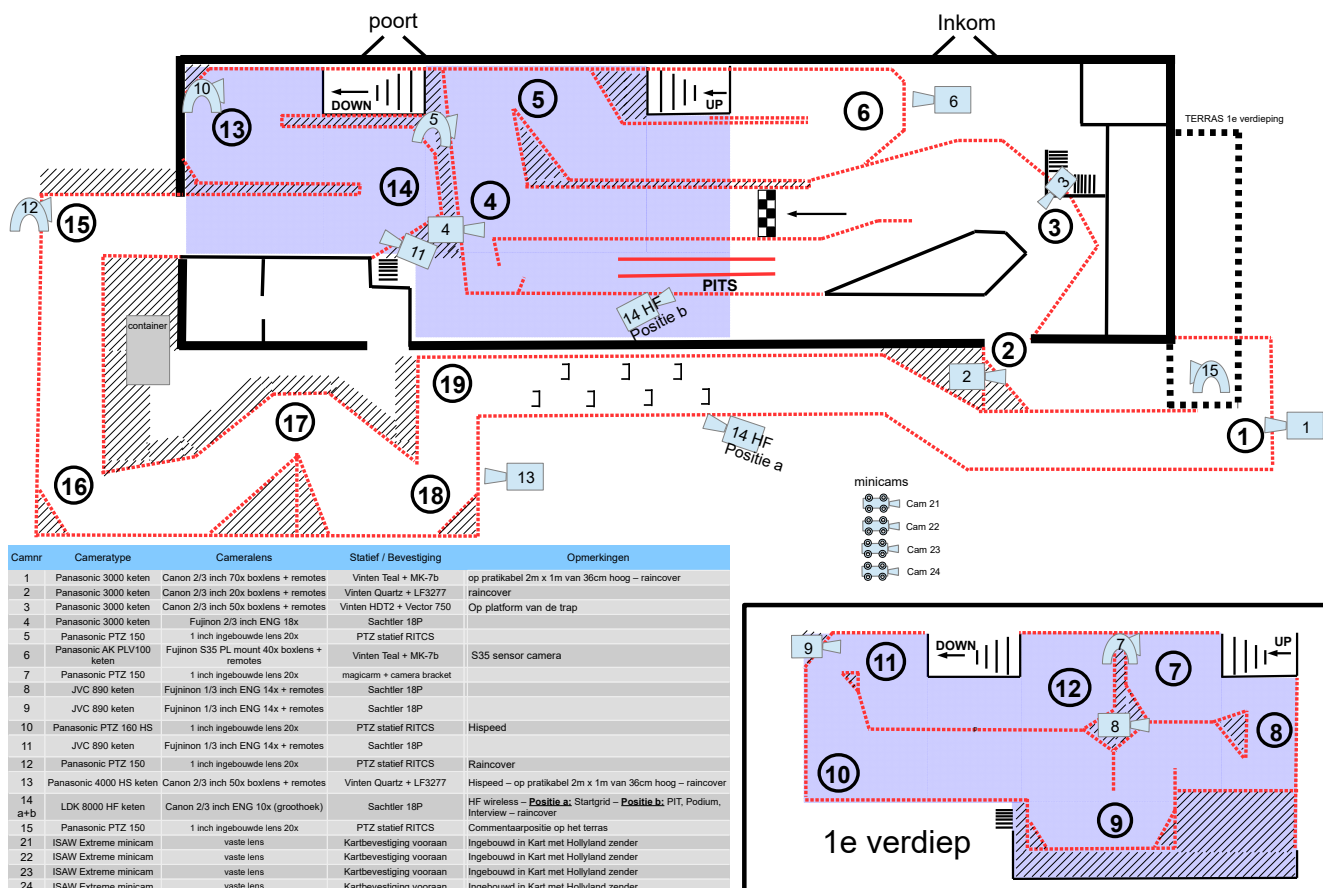 poort
Inkom
10
13
DOWN
5
5
UP
6
6
TERRAS 1e verdieping
12
15
14
4
4
11
3
3
PITS
14 HF
Positie b
container
19
2
2
15
1
1
17
14 HF
Positie a
16
18
13
minicams
Cam 21
Cam 22
Cam 23
Cam 24
Camnr Cameratype Cameralens Statief / Bevestiging Opmerkingen
1 Panasonic 3000 keten Canon 2/3 inch 70x boxlens + remotes Vinten Teal + MK-7b op pratikabel 2m x 1m van 36cm hoog – raincover
2 Panasonic 3000 keten Canon 2/3 inch 20x boxlens + remotes Vinten Quartz + LF3277 raincover
3 Panasonic 3000 keten Canon 2/3 inch 50x boxlens + remotes Vinten HDT2 + Vector 750 Op platform van de trap
4 Panasonic 3000 keten Fujinon 2/3 inch ENG 18x Sachtler 18P
5 Panasonic PTZ 150 1 inch ingebouwde lens 20x PTZ statief RITCS
6 Panasonic AK PLV100 keten Fujinon S35 PL mount 40x boxlens + remotes Vinten Teal + MK-7b S35 sensor camera
7 Panasonic PTZ 150 1 inch ingebouwde lens 20x magicarm + camera bracket
8 JVC 890 keten Fujninon 1/3 inch ENG 14x + remotes Sachtler 18P
9 JVC 890 keten Fujninon 1/3 inch ENG 14x + remotes Sachtler 18P
10 Panasonic PTZ 160 HS 1 inch ingebouwde lens 20x PTZ statief RITCS Hispeed
11 JVC 890 keten Fujninon 1/3 inch ENG 14x + remotes Sachtler 18P
12 Panasonic PTZ 150 1 inch ingebouwde lens 20x PTZ statief RITCS Raincover
13 Panasonic 4000 HS keten Canon 2/3 inch 50x boxlens + remotes Vinten Quartz + LF3277 Hispeed – op pratikabel 2m x 1m van 36cm hoog – raincover
14 a+b LDK 8000 HF keten Canon 2/3 inch ENG 10x (groothoek) Sachtler 18P HF wireless – Positie a: Startgrid – Positie b: PIT, Podium, Interview – raincover
15 Panasonic PTZ 150 1 inch ingebouwde lens 20x PTZ statief RITCS Commentaarpositie op het terras
21 ISAW Extreme minicam vaste lens Kartbevestiging vooraan Ingebouwd in Kart met Hollyland zender
22 ISAW Extreme minicam vaste lens Kartbevestiging vooraan Ingebouwd in Kart met Hollyland zender
23 ISAW Extreme minicam vaste lens Kartbevestiging vooraan Ingebouwd in Kart met Hollyland zender
24 ISAW Extreme minicam vaste lens Kartbevestiging vooraan Ingebouwd in Kart met Hollyland zender
9
11
DOWN
7
7
UP
12
8
8
10
9
1e verdiep